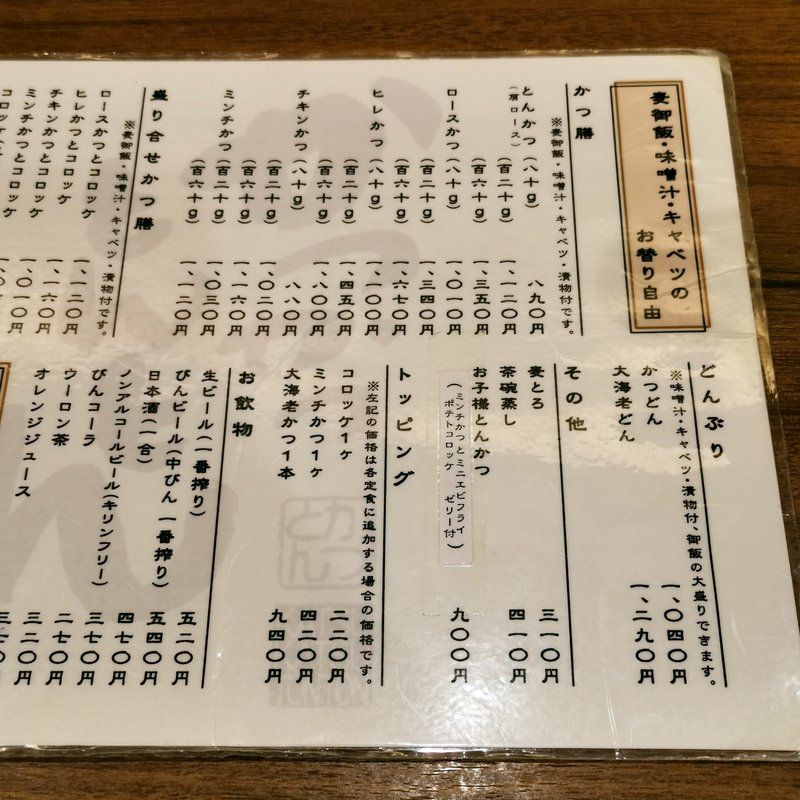 麦御飯・味噌汁・キャベツの
お替り自由
かつ膳
※麦御飯・味噌汁・キャベツ・漬物付です。
とんかつ(八十g) 八九〇円
(肩ロース)
(百二十g) 一、一二〇円
(百六十g) 一、三五〇円
ロースかつ(八十g) 一、〇一〇円
(百二十g) 一、三四〇円
(百六十g) 一、六七〇円
ヒレかつ(八十g) 一、一〇〇円
(百二十g) 一、四五〇円
(百六十g) 一、八〇〇円
チキンかつ(八十g) 八八〇円
(百二十g) 一、〇二〇円
(百六十g) 一、一六〇円
ミンチかつ(百二十g) 一、〇三〇円
(百六十g) 一、一二〇円
盛り合せかつ膳
※麦御飯・味噌汁・キャベツ・漬物付です。
ロースかつとコロッケ 一、一二〇円
ヒレかつとコロッケ 一、一六〇円
チキンかつとコロッケ 一、〇一〇円
ミンチかつとコロッケ
コロッケ
どんぶり
※味噌汁・キャベツ・漬物付、御飯の大盛りできます。
かつどん 一、〇四〇円
大海老どん 一、二九〇円
その他
麦とろ 三一〇円
茶碗蒸し 四一〇円
お子様とんかつ 九〇〇円
(ミンチかつとミニエビフライ
ポテトコロッケ ゼリー付)
トッピング
※左記の価格は各定食に追加する場合の価格です。
コロッケ1ヶ 二二〇円
ミンチかつ1ヶ 四二〇円
大海老かつ1本 九四〇円
お飲物
生ビール(一番搾り) 五二〇円
びんビール(中びん 一番搾り) 五四〇円
日本酒(一合) 四七〇円
ノンアルコールビール(キリンフリー) 三七〇円
びんコーラ 二七〇円
ウーロン茶 三二〇円
オレンジジュース
かつとん
TONTON